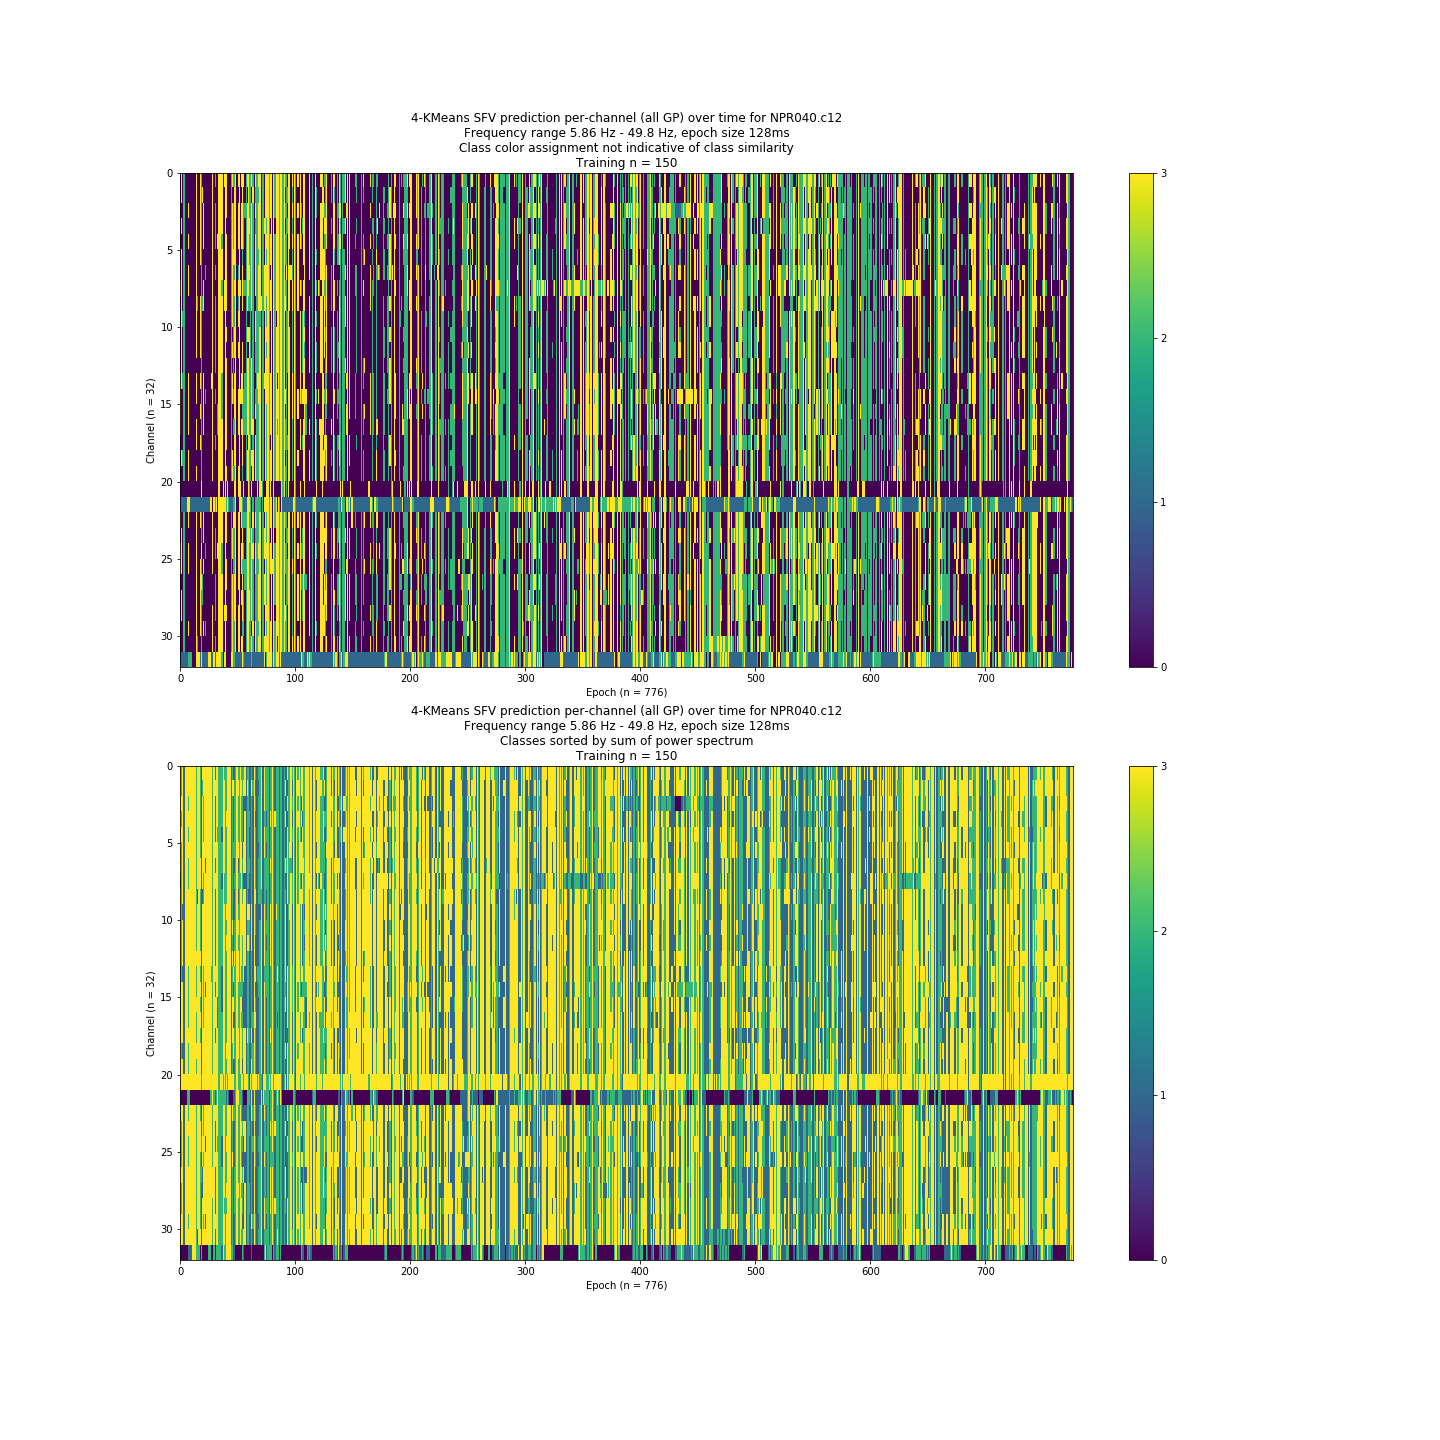 4-KMeans SFV prediction per-channel (all GP) over time for NPR040.c12
Frequency range 5.86 Hz - 49.8 Hz, epoch size 128ms
Class color assignment not indicative of class similarity
Training n = 150
0
5
10
15
20
25
30
Channel (n = 32)
0 100 200 300 400 500 600 700
Epoch (n = 776)
3
2
1
0
4-KMeans SFV prediction per-channel (all GP) over time for NPR040.c12
Frequency range 5.86 Hz - 49.8 Hz, epoch size 128ms
Classes sorted by sum of power spectrum
Training n = 150
0
5
10
15
20
25
30
Channel (n = 32)
0 100 200 300 400 500 600 700
Epoch (n = 776)
3
2
1
0